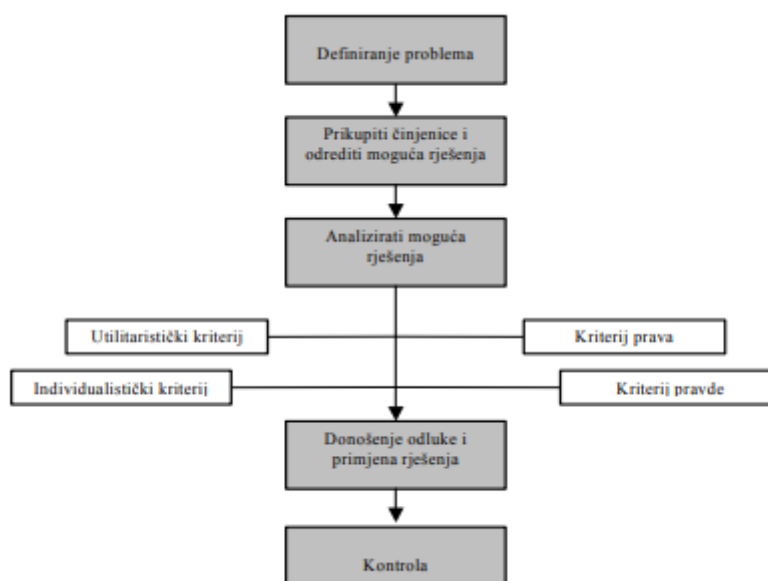 Definiranje problema
Prikupiti činjenice i
odrediti moguća rješenja
Analizirati moguća
rješenja
Utilitaristički kriterij
Kriterij prava
Individualistički kriterij
Kriterij pravde
Donošenje odluke i
primjena rješenja
Kontrola